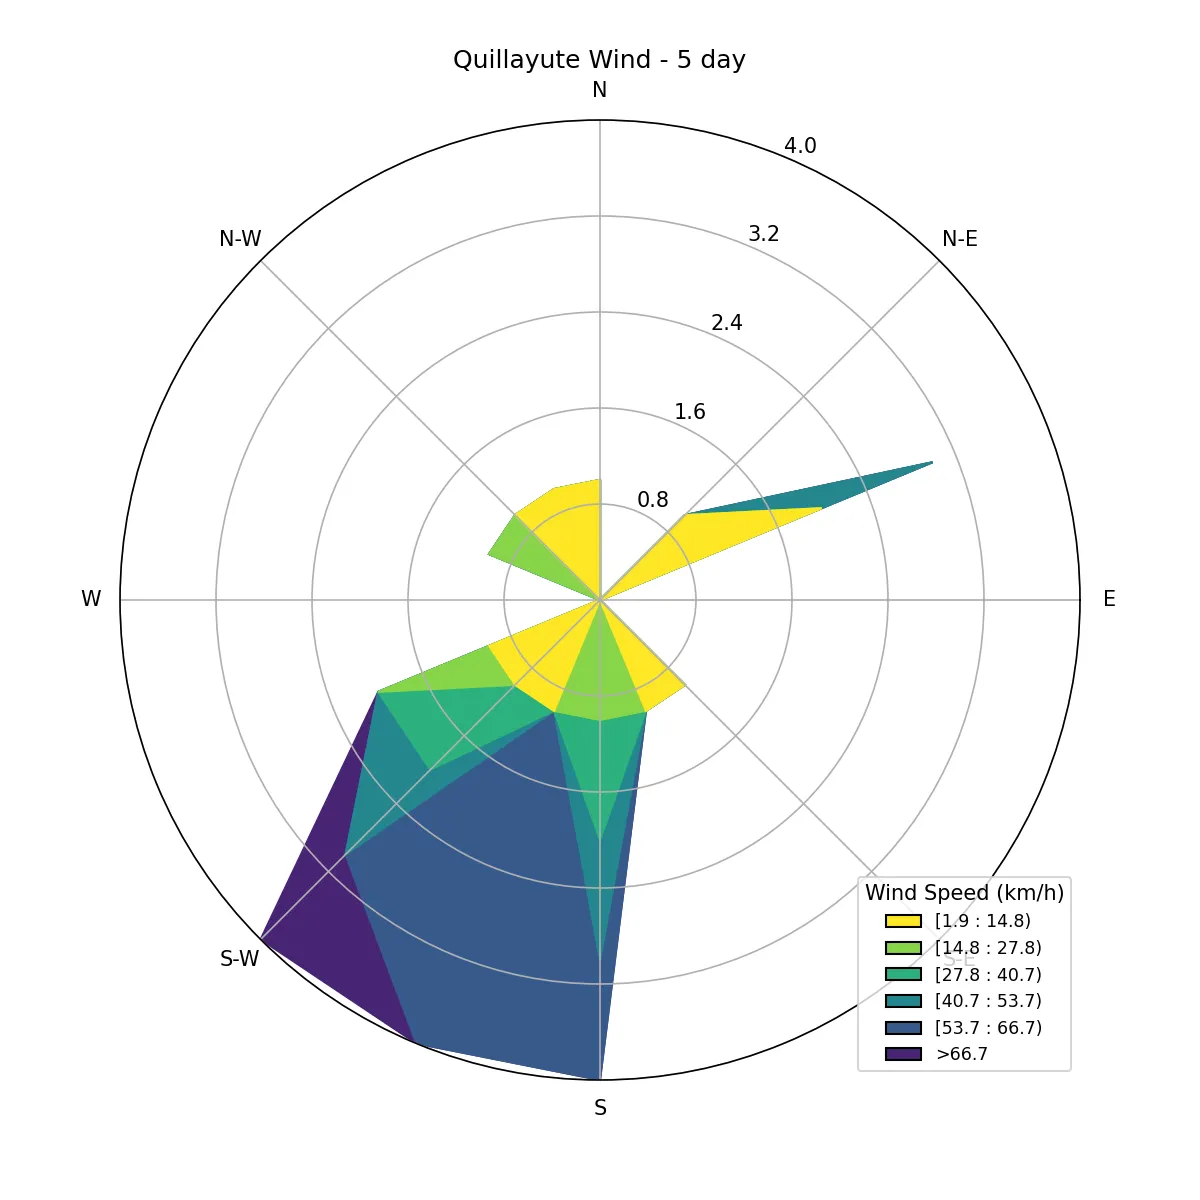 Quillayute Wind - 5 day
N
4.0
N-W
3.2
N-E
2.4
1.6
0.8
W
E
Wind Speed (km/h)
[1.9 : 14.8)
[14.8 : 27.8)
S-W
S-E
[27.8 : 40.7)
[40.7 : 53.7)
[53.7 : 66.7)
>66.7
S